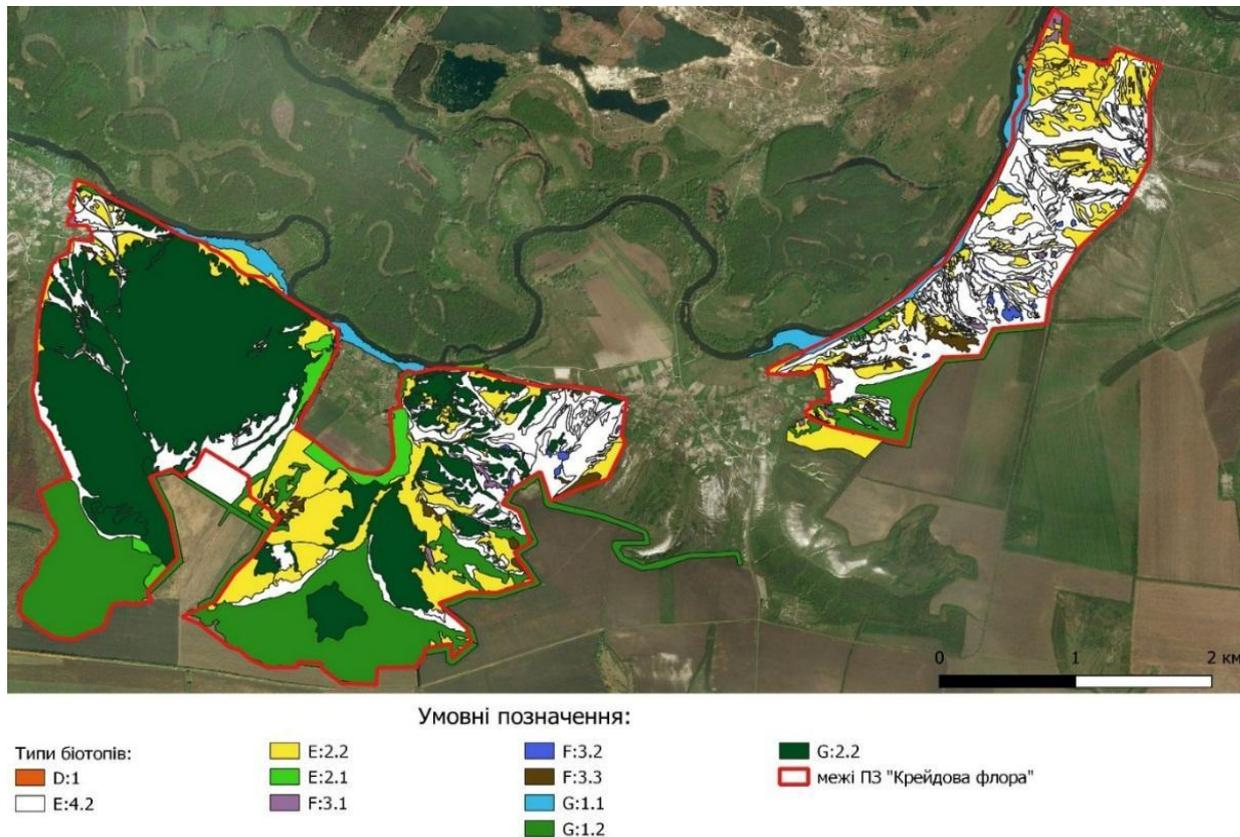 0 1 2 км
Умовні позначення:
Типи біотопів:
D:1
E:4.2
E:2.2
E:2.1
F:3.1
F:3.2
F:3.3
G:1.1
G:1.2
G:2.2
межі ПЗ "Крейдова флора"